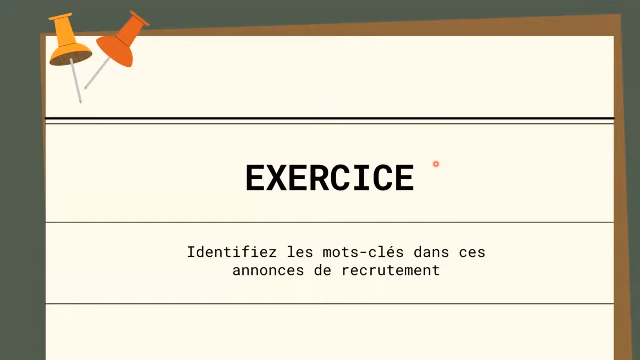 EXERCICE
Identifiez les mots-clés dans ces
annonces de recrutement